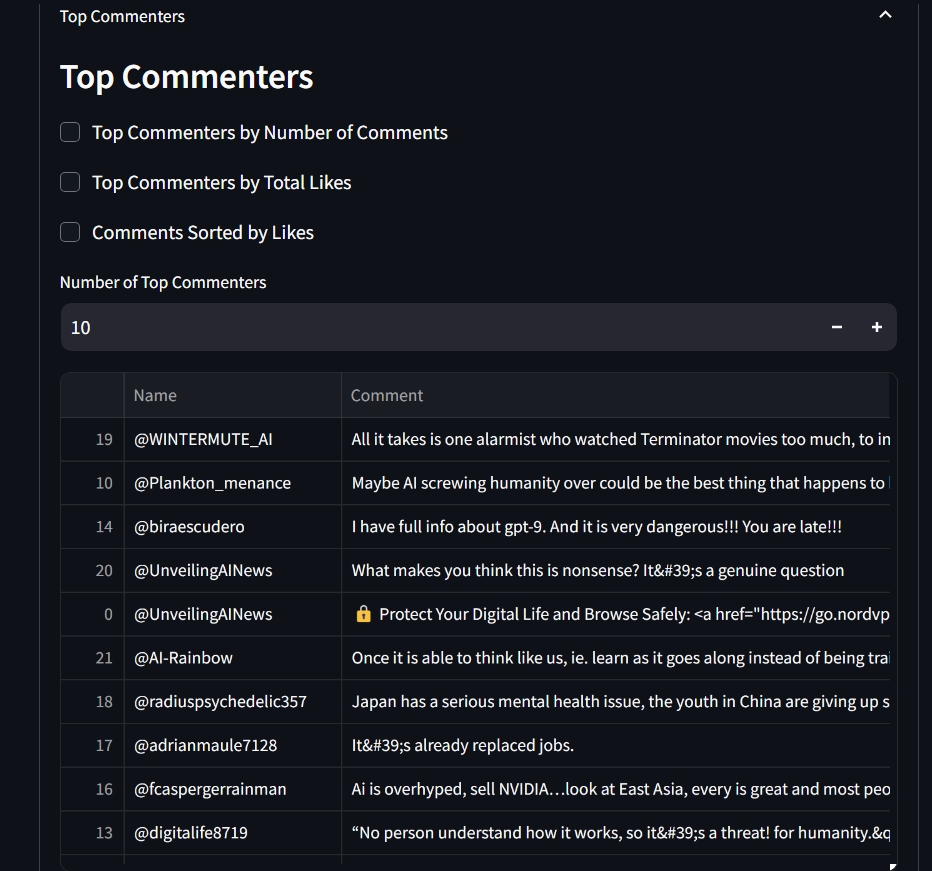 Top Commenters
Top Commenters
Top Commenters by Number of Comments
Top Commenters by Total Likes
Comments Sorted by Likes
Number of Top Commenters
10 − +
Name Comment
19 @WINTERMUTE_AI All it takes is one alarmist who watched Terminator movies too much, to in
10 @Plankton_menance Maybe AI screwing humanity over could be the best thing that happens to
14 @biraescudero I have full info about gpt-9. And it is very dangerous!!! You are late!!!
20 @UnveilingAINews What makes you think this is nonsense? It&#39;s a genuine question
0 @UnveilingAINews 🔒 Protect Your Digital Life and Browse Safely: <a href="https://go.nordvp
21 @AI-Rainbow Once it is able to think like us, ie. learn as it goes along instead of being trai
18 @radiuspsychedelic357 Japan has a serious mental health issue, the youth in China are giving up s
17 @adrianmaule7128 It&#39;s already replaced jobs.
16 @fcaspergerrainman Ai is overhyped, sell NVIDIA…look at East Asia, every is great and most peo
13 @digitalife8719 “No person understand how it works, so it&#39;s a threat! for humanity.&q